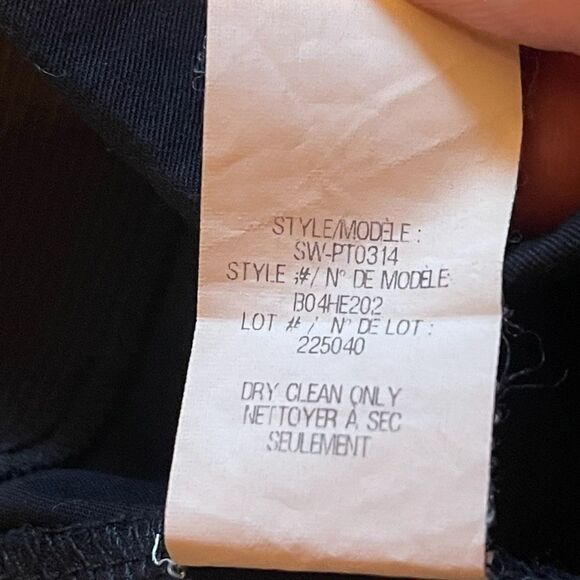 STYLE/MODÈLE :
SW-PT0314
STYLE #/ N° DE MODÈLE
B04HE202
LOT # / N° DE LOT :
225040
DRY CLEAN ONLY
NETTOYER À SEC
SEULEMENT